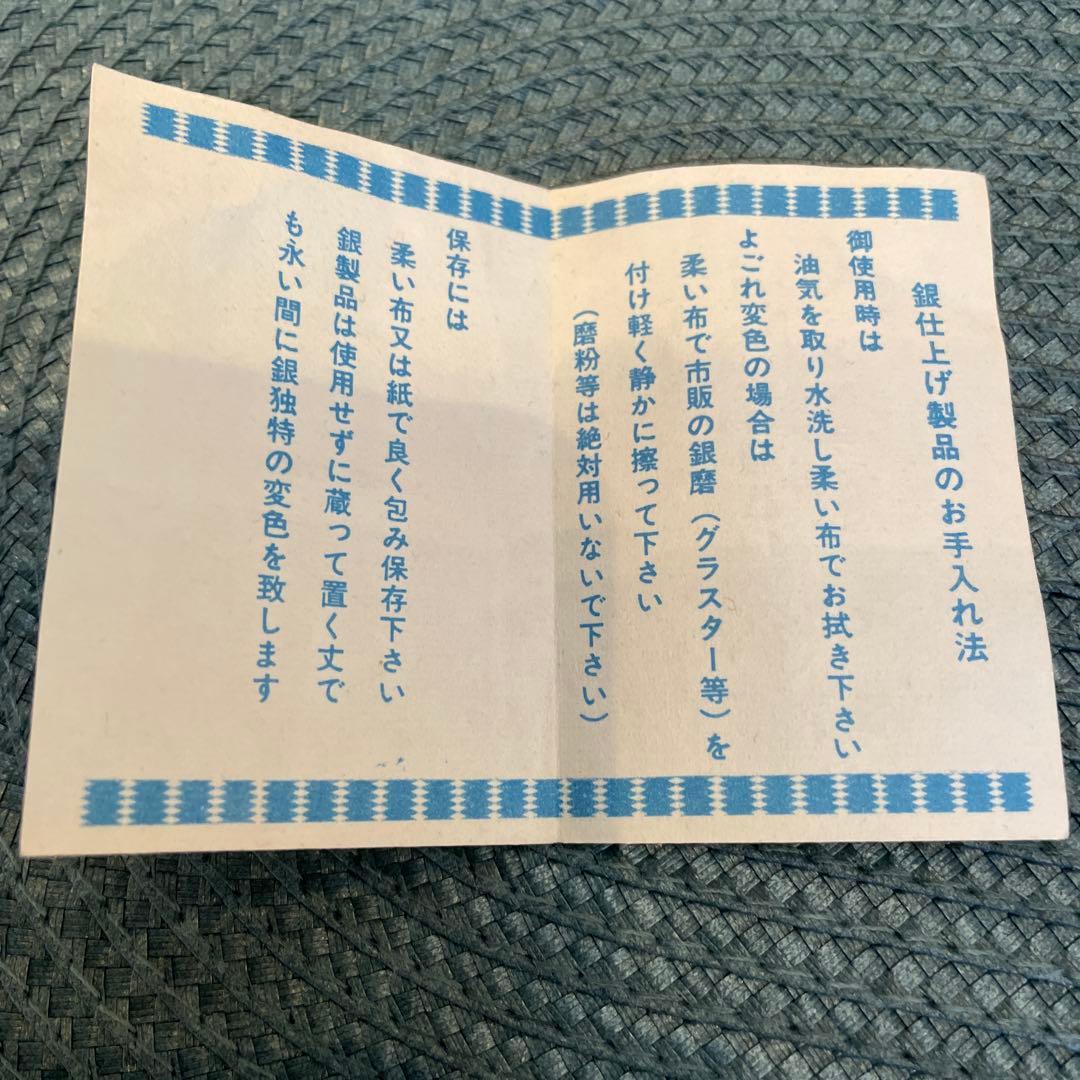 銀仕上げ製品のお手入れ法
御使用時は
油気を取り水洗し柔い布でお拭き下さい
よごれ変色の場合は
柔い布で市販の銀磨（グラスター等）を
付け軽く静かに擦って下さい
（磨粉等は絶対用いないで下さい）
保存には
柔い布又は紙で良く包み保存下さい
銀製品は使用せずに蔵って置く丈で
も永い間に銀独特の変色を致します